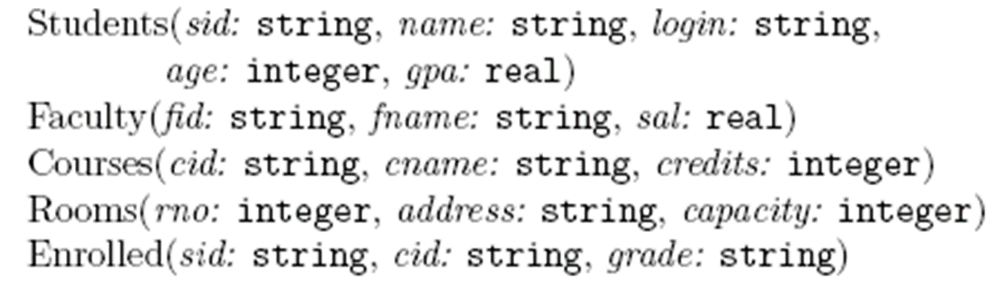 Students(sid: string, name: string, login: string,
age: integer, gpa: real)
Faculty(fid: string, fname: string, sal: real)
Courses(cid: string, cname: string, credits: integer)
Rooms(rno: integer, address: string, capacity: integer)
Enrolled(sid: string, cid: string, grade: string)